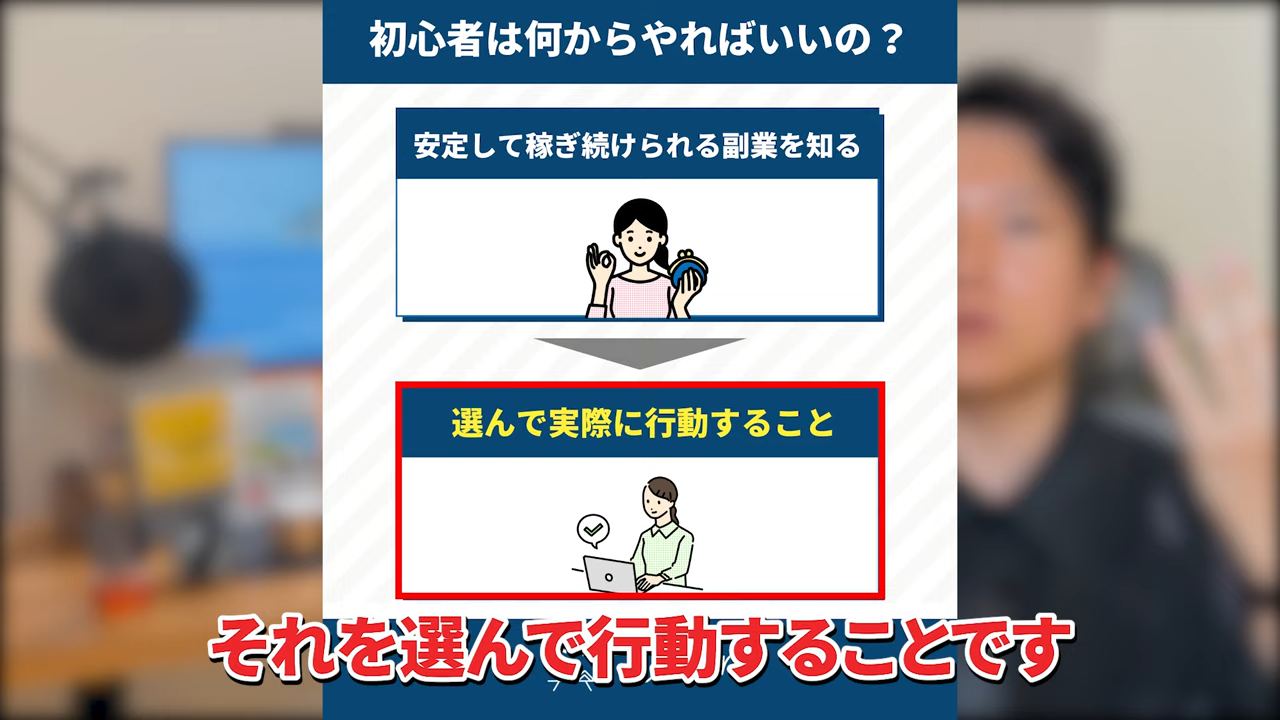 初心者は何からやればいいの？
安定して稼ぎ続けられる副業を知る
選んで実際に行動すること
それを選んで行動することです